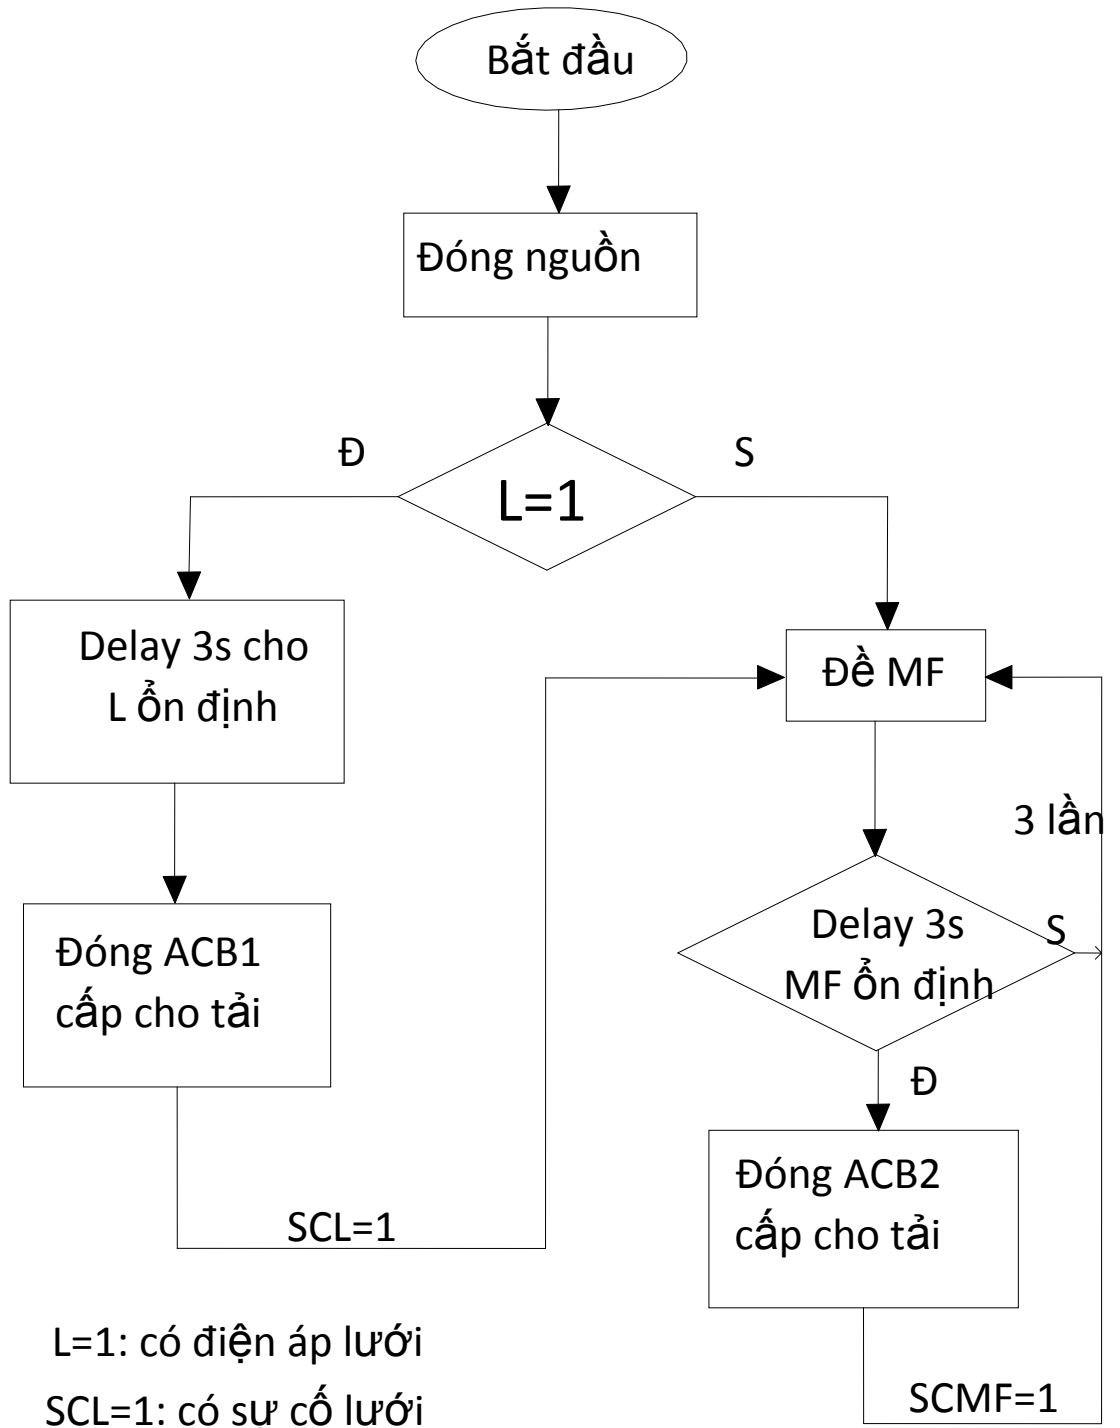 Bắt đầu
Đóng nguồn
Đ
S
L=1
Delay 3s cho
L ổn định
Đề MF
3 lần
Đóng ACB1
cấp cho tải
Delay 3s
MF ổn định
S
Đ
Đóng ACB2
cấp cho tải
SCL=1
SCMF=1
L=1: có điện áp lưới
SCL=1: có sư cố lưới